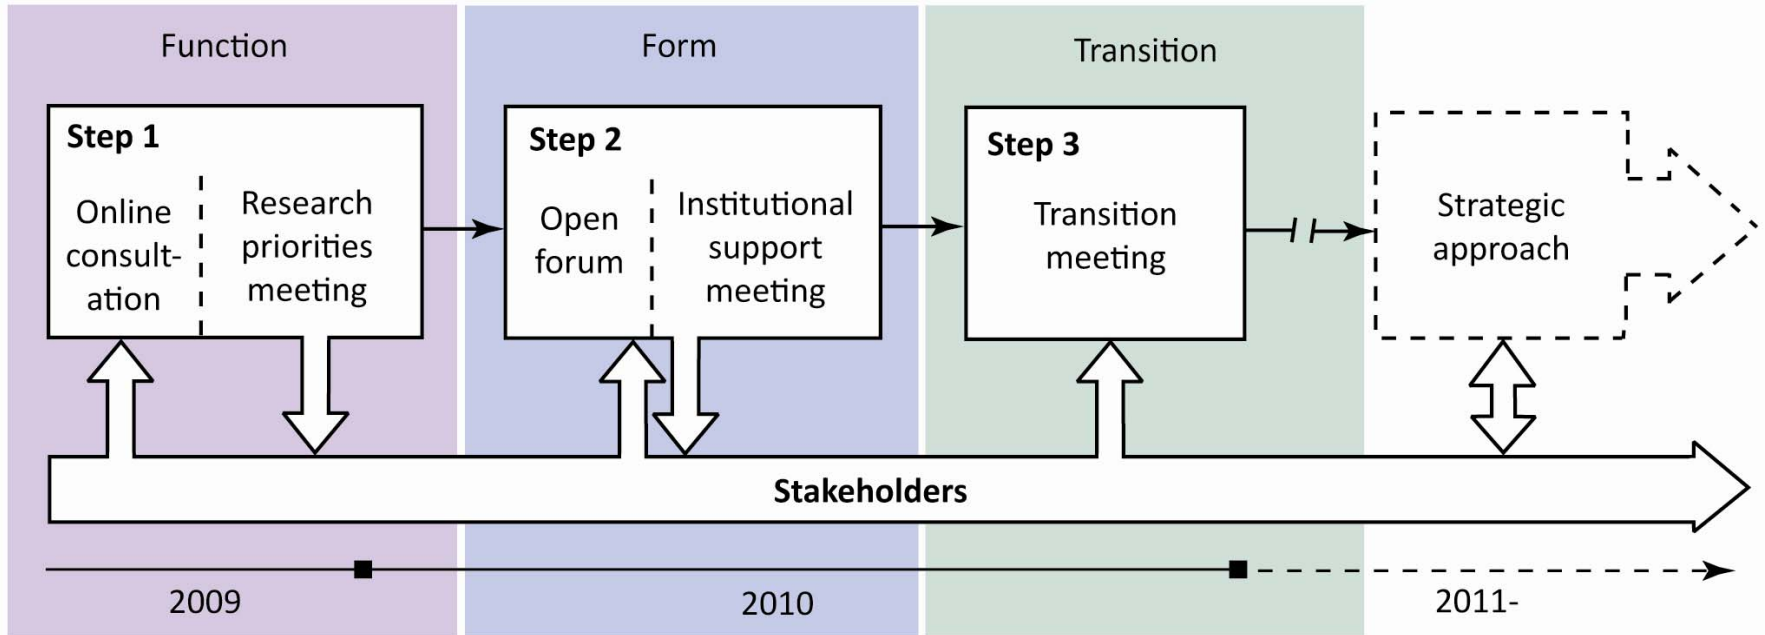 Function
Form
Transition
Step 1
Online
consult-
ation
Research
priorities
meeting
Step 2
Open
forum
Institutional
support
meeting
Step 3
Transition
meeting
Strategic
approach
Stakeholders
2009
2010
2011-